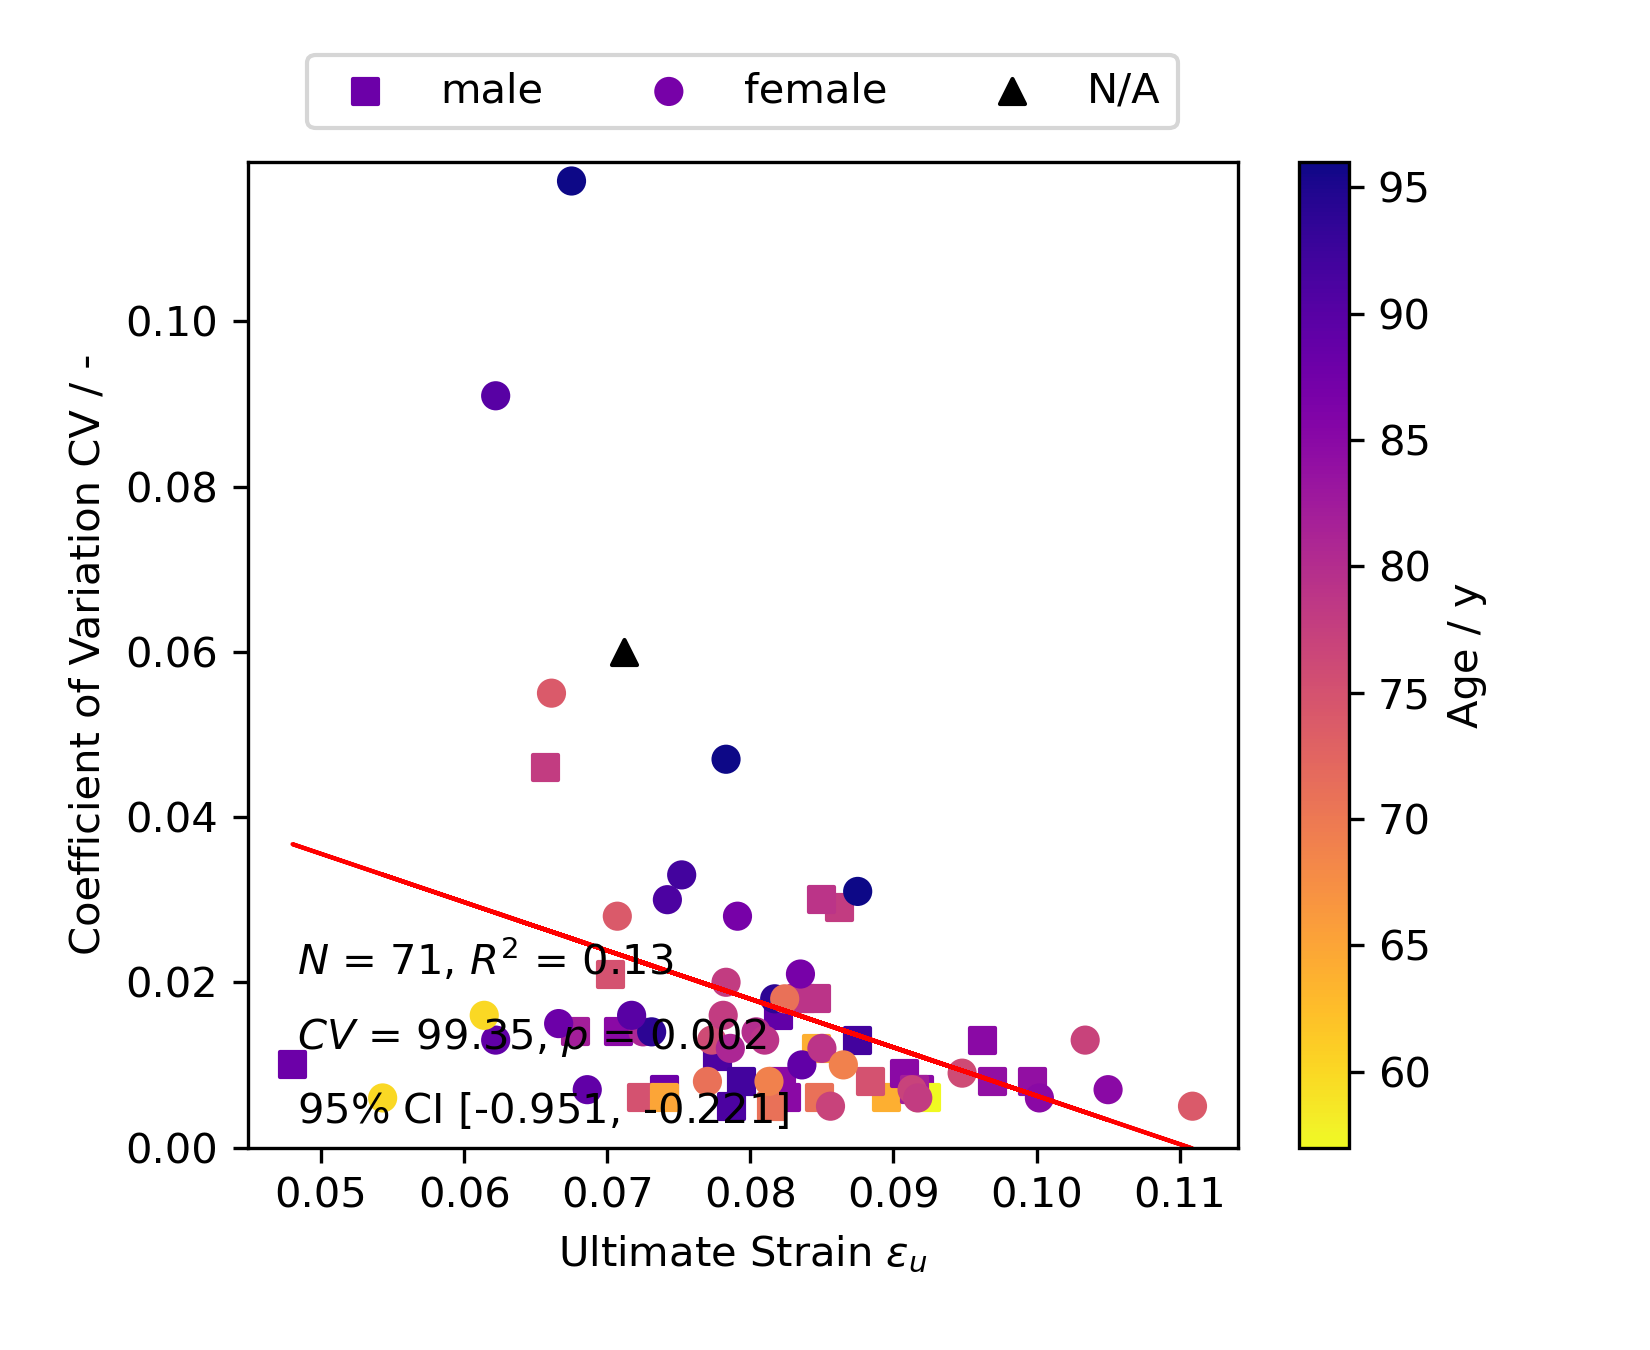 male female N/A
0.10
0.08
0.06
0.04
0.02
0.00
Coefficient of Variation CV / -
N = 71, R² = 0.13
CV = 99.35, p = 0.002
95% CI [-0.951, -0.221]
0.05 0.06 0.07 0.08 0.09 0.10 0.11
Ultimate Strain εᵤ
95
90
85
80
75
70
65
60
Age / y